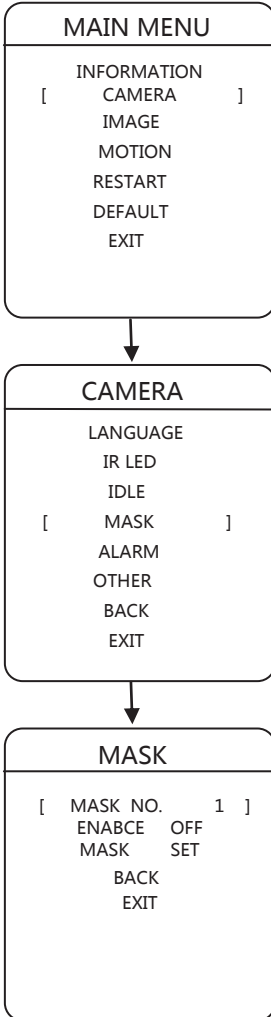 MAIN MENU
INFORMATION
[ CAMERA ]
IMAGE
MOTION
RESTART
DEFAULT
EXIT
CAMERA
LANGUAGE
IR LED
IDLE
[ MASK ]
ALARM
OTHER
BACK
EXIT
MASK
[ MASK NO. 1 ]
ENABCE OFF
MASK SET
BACK
EXIT